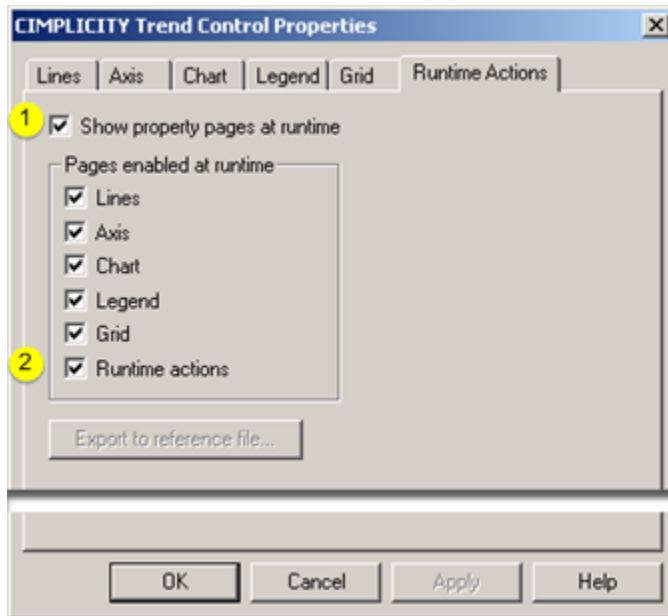 CIMPLICITY Trend Control Properties
Lines Axis Chart Legend Grid Runtime Actions
1 Show property pages at runtime
Pages enabled at runtime
Lines
Axis
Chart
Legend
Grid
2 Runtime actions
Export to reference file...
OK Cancel Apply Help